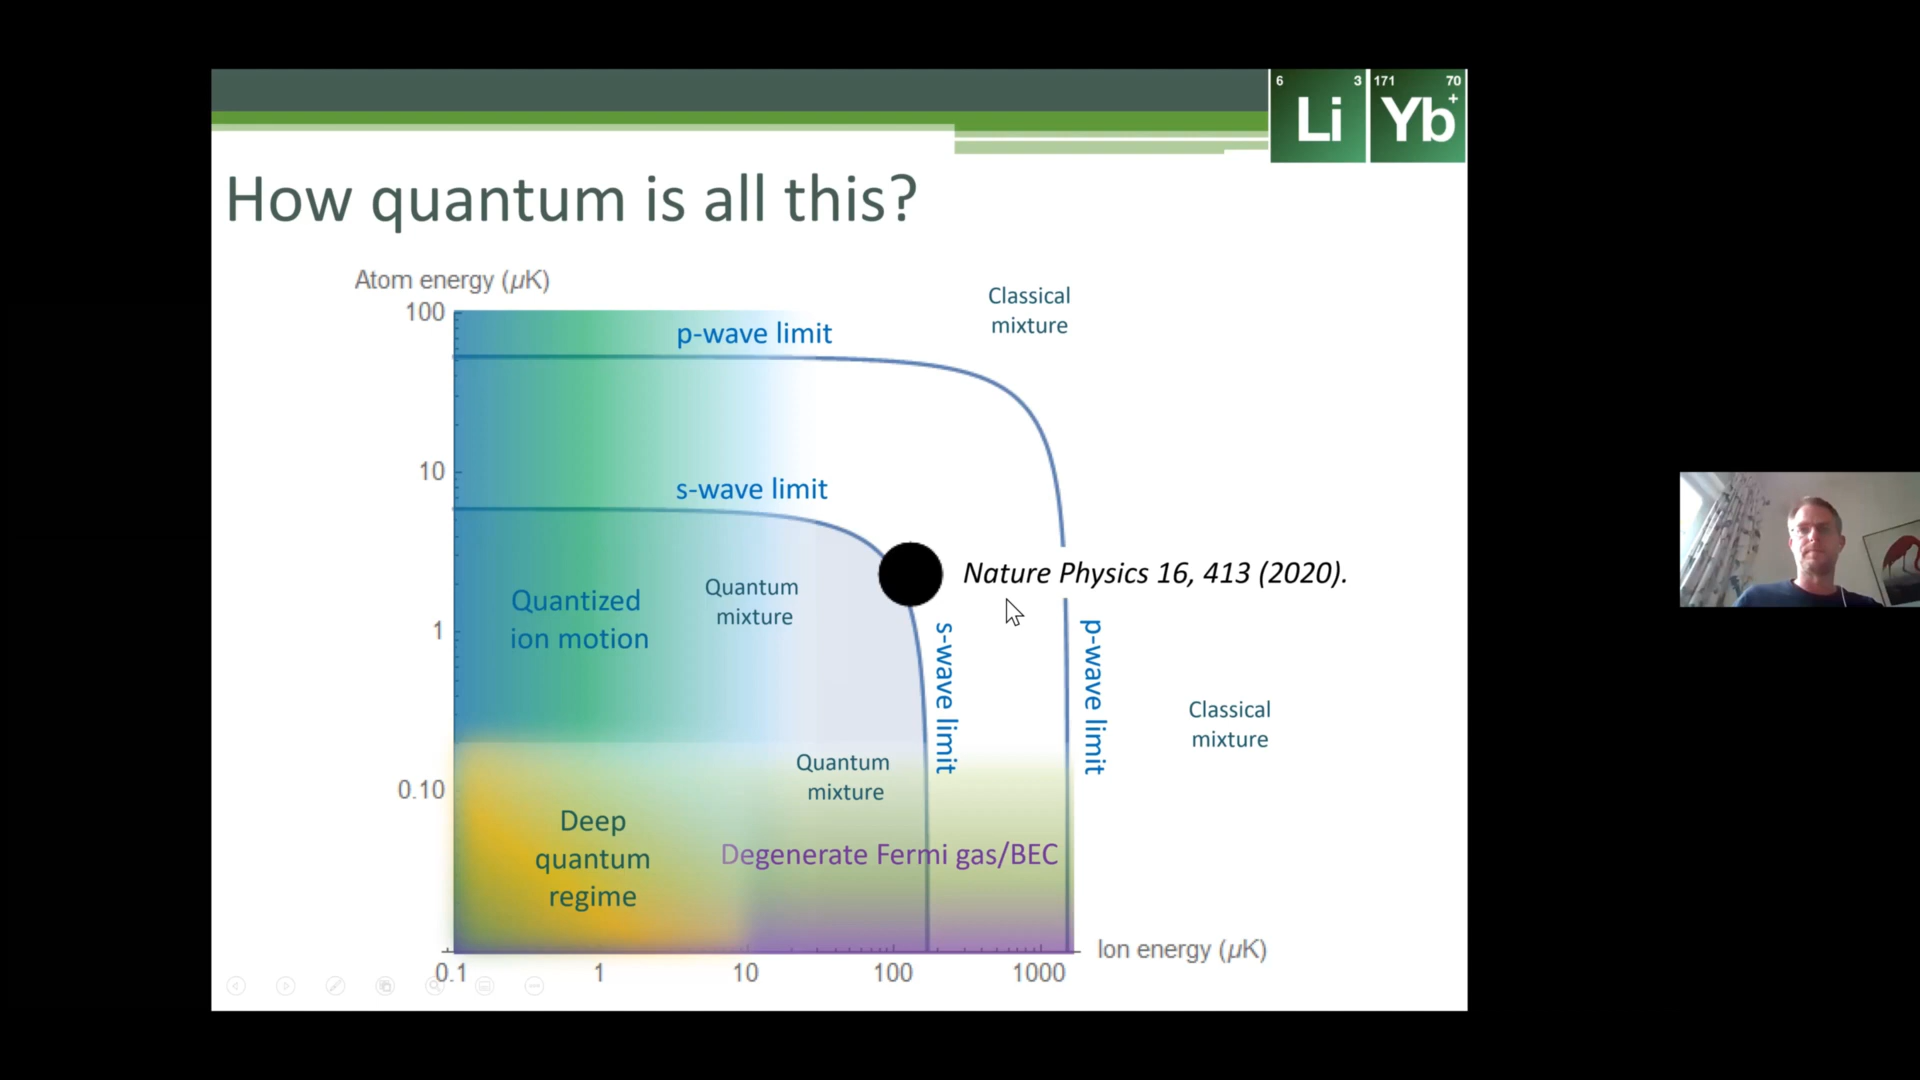 6 3
Li
171 70
Yb+
How quantum is all this?
Atom energy (μK)
100
10
1
0.10
p-wave limit
Classical
mixture
s-wave limit
Nature Physics 16, 413 (2020).
Quantized
ion motion
Quantum
mixture
s-wave limit
p-wave limit
Classical
mixture
Quantum
mixture
Deep
quantum
regime
Degenerate Fermi gas/BEC
Ion energy (μK)
0.1 1 10 100 1000